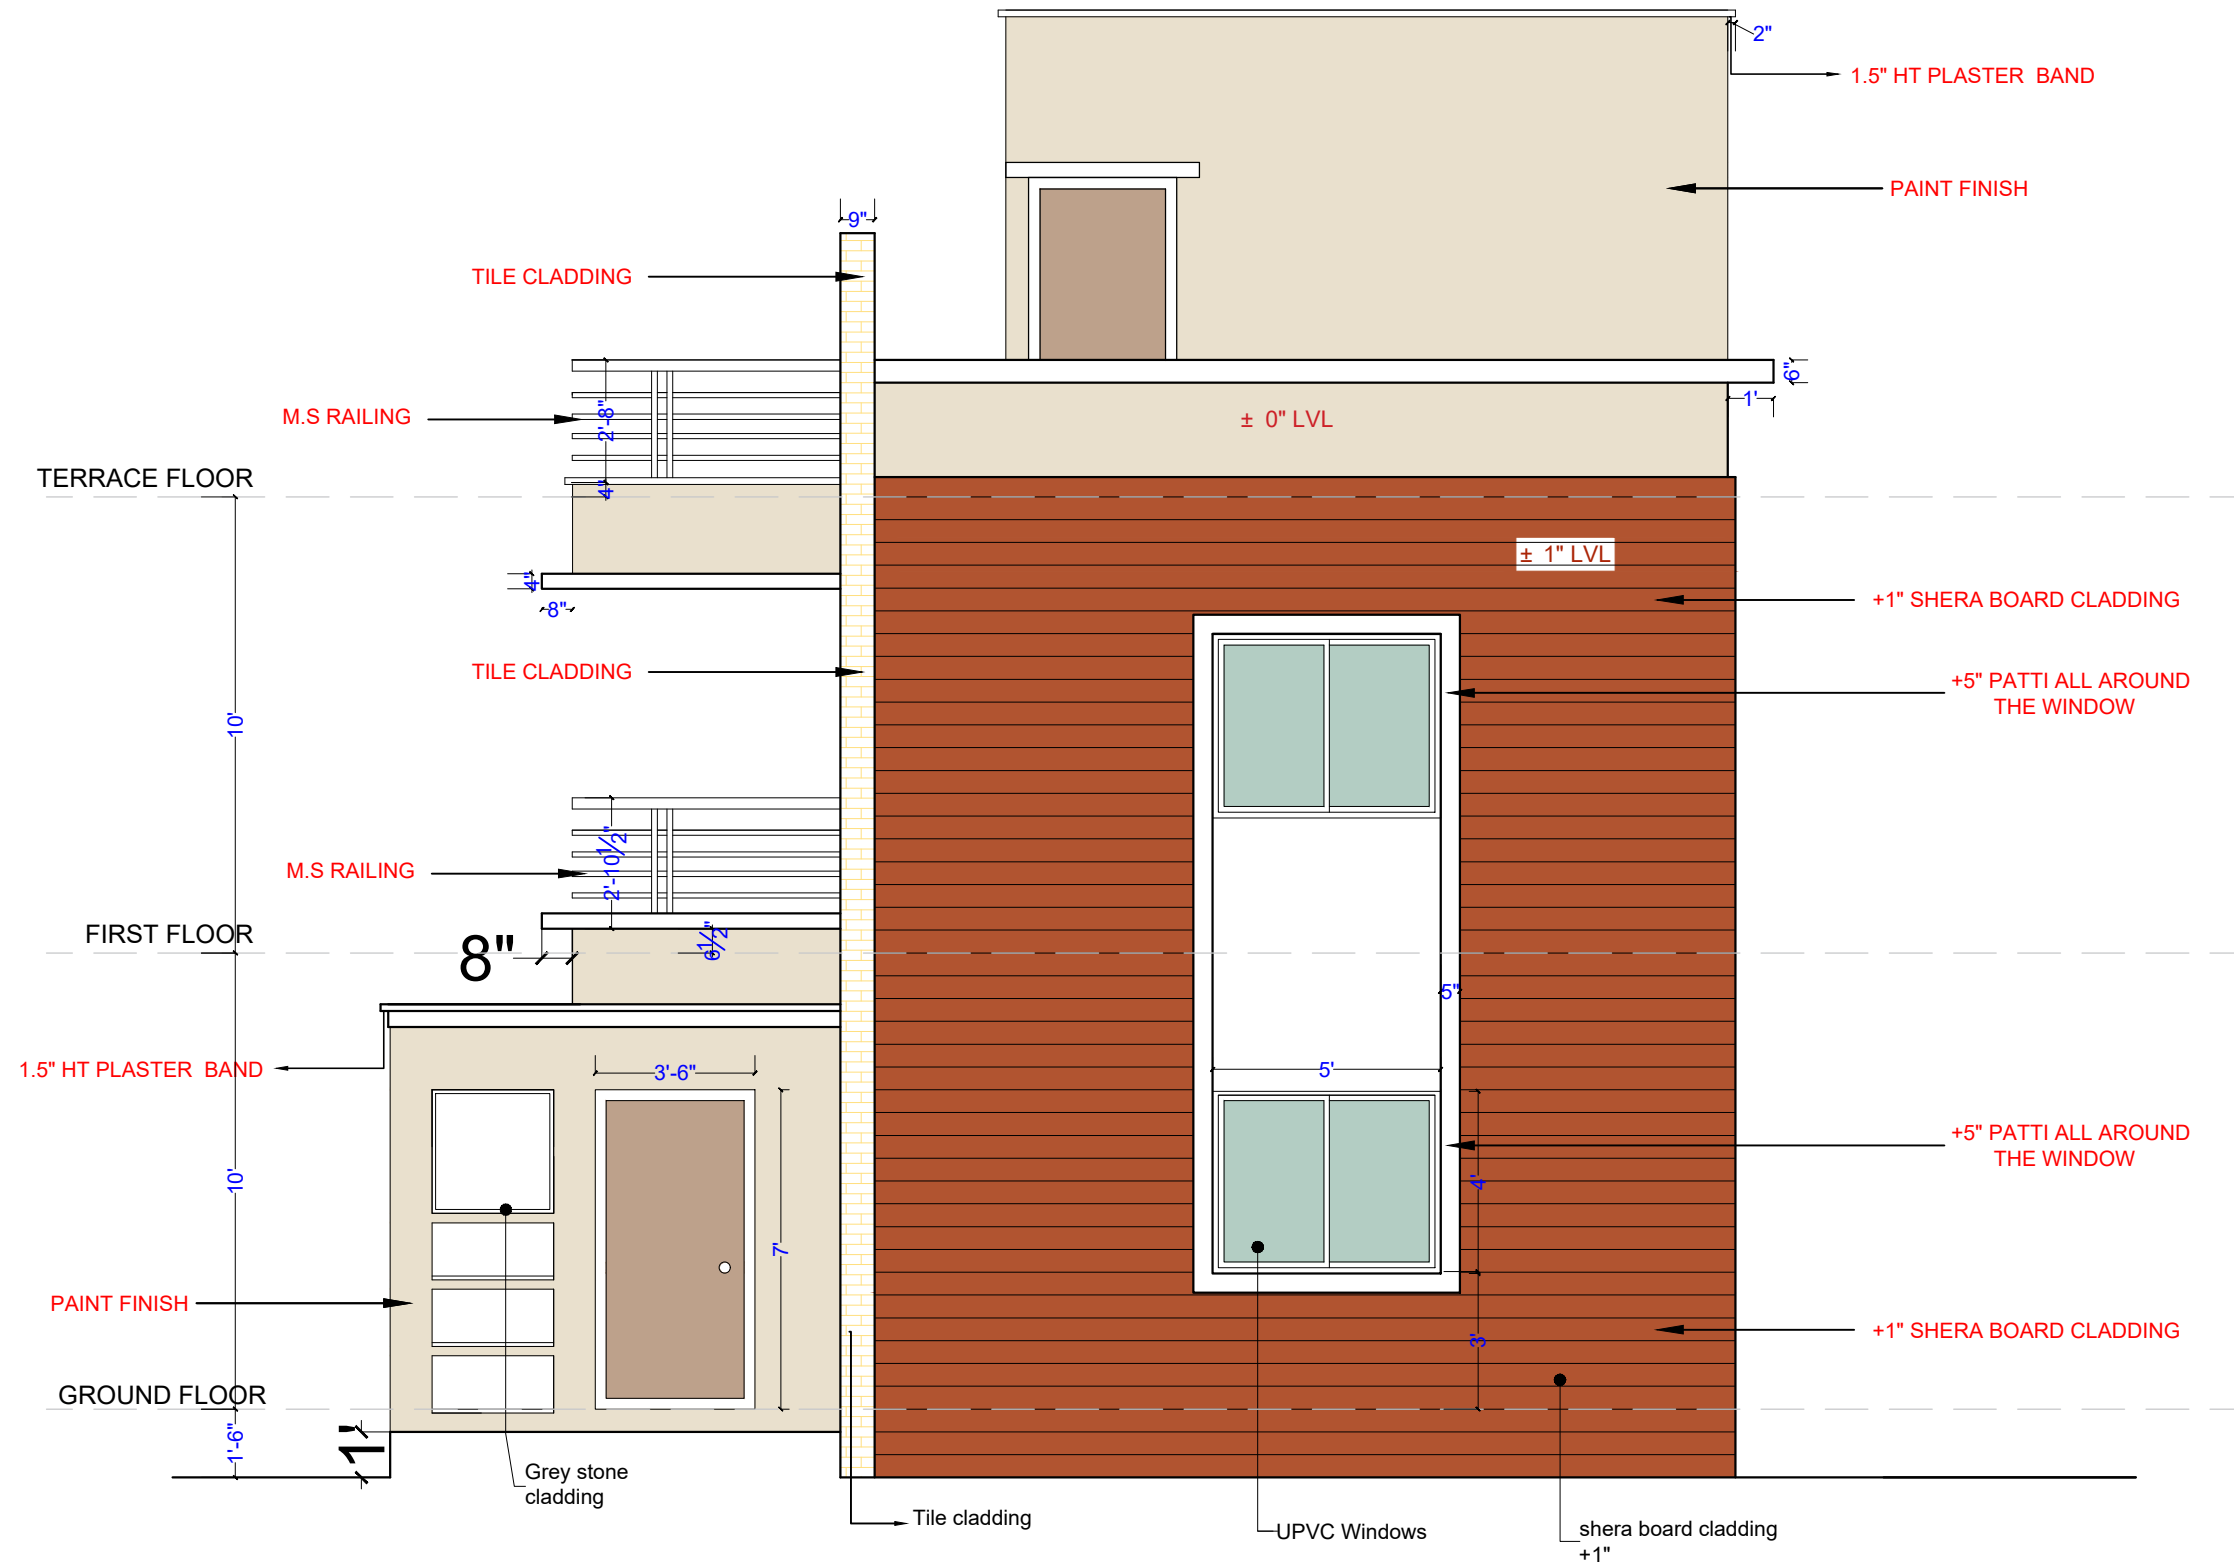 2"
1.5" HT PLASTER  BAND
PAINT FINISH
9"
TILE CLADDING
6"
1'
2'-8"
M.S RAILING
±  0" LVL
TERRACE FLOOR
4"
±  1" LVL
4"
8"
+1" SHERA BOARD CLADDING
TILE CLADDING
+5" PATTI ALL AROUND
THE WINDOW
10'
2'-10½"
M.S RAILING
FIRST FLOOR
8"
6½"
5"
1.5" HT PLASTER  BAND
3'-6"
5'
+5" PATTI ALL AROUND
THE WINDOW
10'
4'
7'
PAINT FINISH
+1" SHERA BOARD CLADDING
3'
GROUND FLOOR
1'-6"
1'
Grey stone
cladding
Tile cladding
UPVC Windows
shera board cladding
+1"